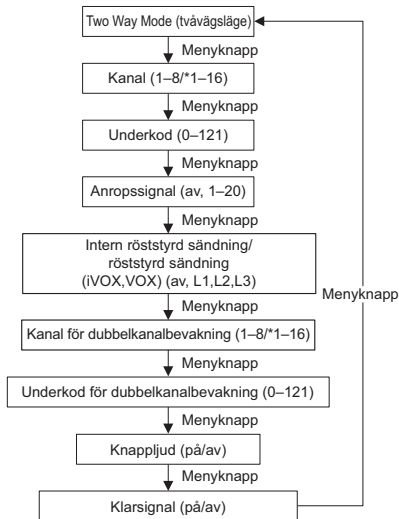 Two Way Mode (tvåvägsläge)
Menyknapp
Kanal (1–8/*1–16)
Menyknapp
Underkod (0–121)
Menyknapp
Anropssignal (av, 1–20)
Menyknapp
Intern röststyrd sändning/
röststyrd sändning
(iVOX,VOX) (av, L1,L2,L3)
Menyknapp
Menyknapp
Kanal för dubbelkanalbevakning (1–8/*1–16)
Menyknapp
Underkod för dubbelkanalbevakning (0–121)
Menyknapp
Knappljud (på/av)
Menyknapp
Klarsignal (på/av)